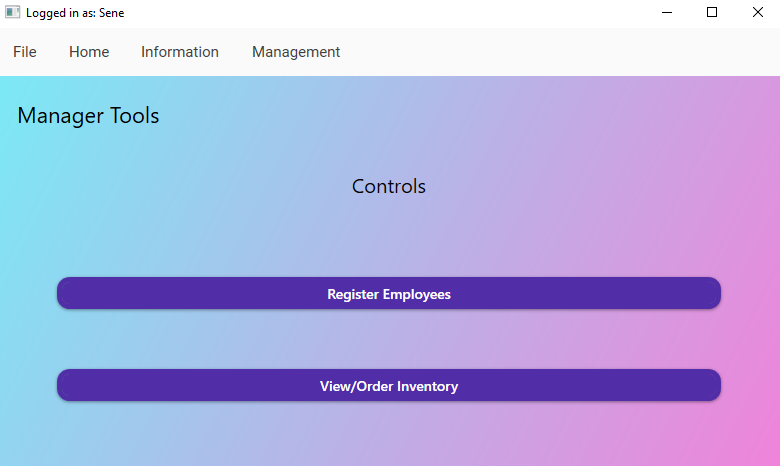 Logged in as: Sene
File Home Information Management
Manager Tools
Controls
Register Employees
View/Order Inventory